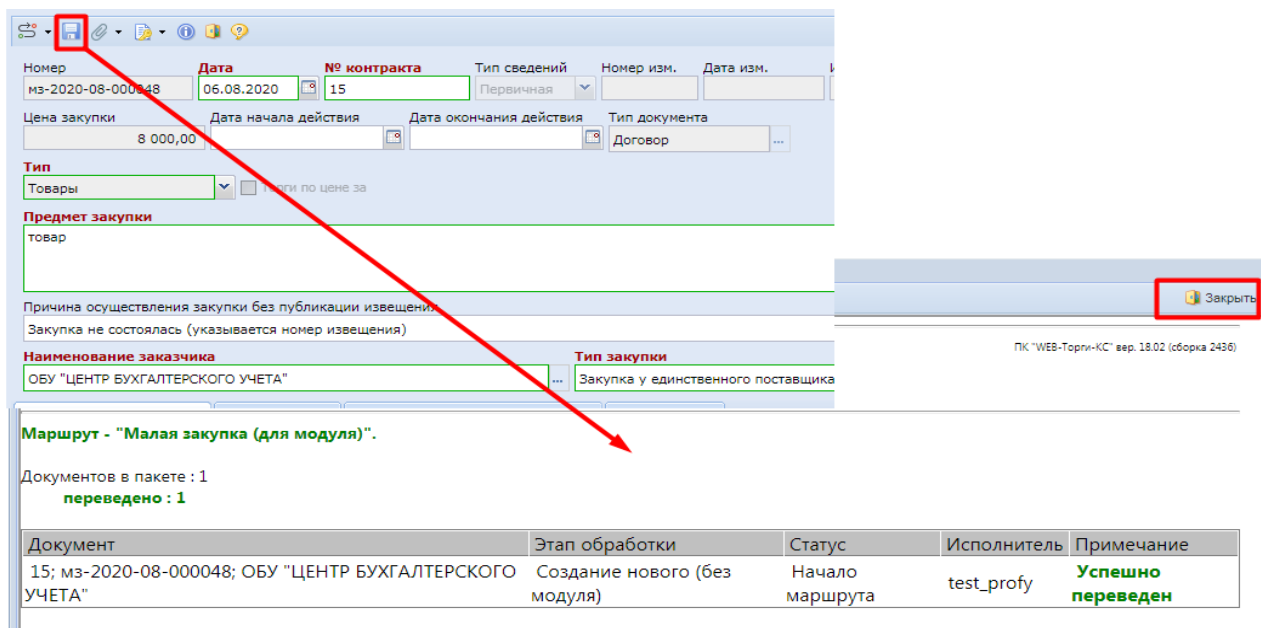 Номер Дата № контракта Тип сведений Номер изм. Дата изм.
мз-2020-08-000048 06.08.2020 15 Первичная
Цена закупки Дата начала действия Дата окончания действия Тип документа
8 000,00 Договор ...
Тип
Товары Торги по цене за
Предмет закупки
товар
Причина осуществления закупки без публикации извещения
Закупка не состоялась (указывается номер извещения)
Наименование заказчика Тип закупки
ОБУ "ЦЕНТР БУХГАЛТЕРСКОГО УЧЕТА" ... Закупка у единственного поставщика
Закрыть
ПК "WEB-Торги-КС" вер. 18.02 (сборка 2436)
Маршрут - "Малая закупка (для модуля)".
Документов в пакете : 1
переведено : 1
Документ Этап обработки Статус Исполнитель Примечание
15; мз-2020-08-000048; ОБУ "ЦЕНТР БУХГАЛТЕРСКОГО Создание нового (без Начало test_profy Успешно
УЧЕТА" модуля) маршрута переведен